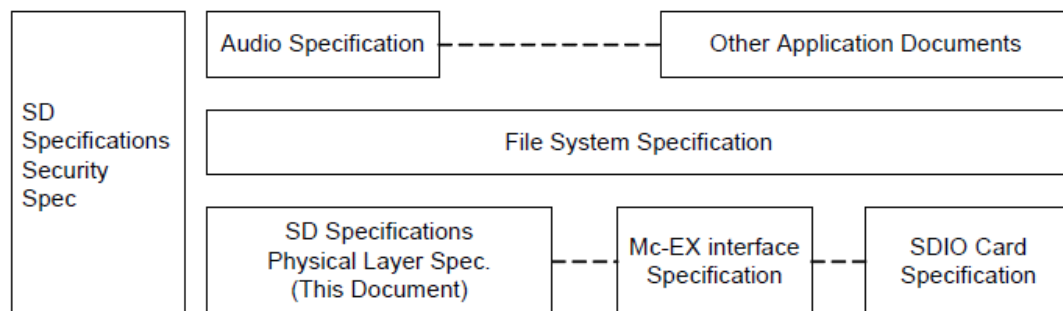 SD
Specifications
Security
Spec
Audio Specification
Other Application Documents
File System Specification
SD Specifications
Physical Layer Spec.
(This Document)
Mc-EX interface
Specification
SDIO Card
Specification